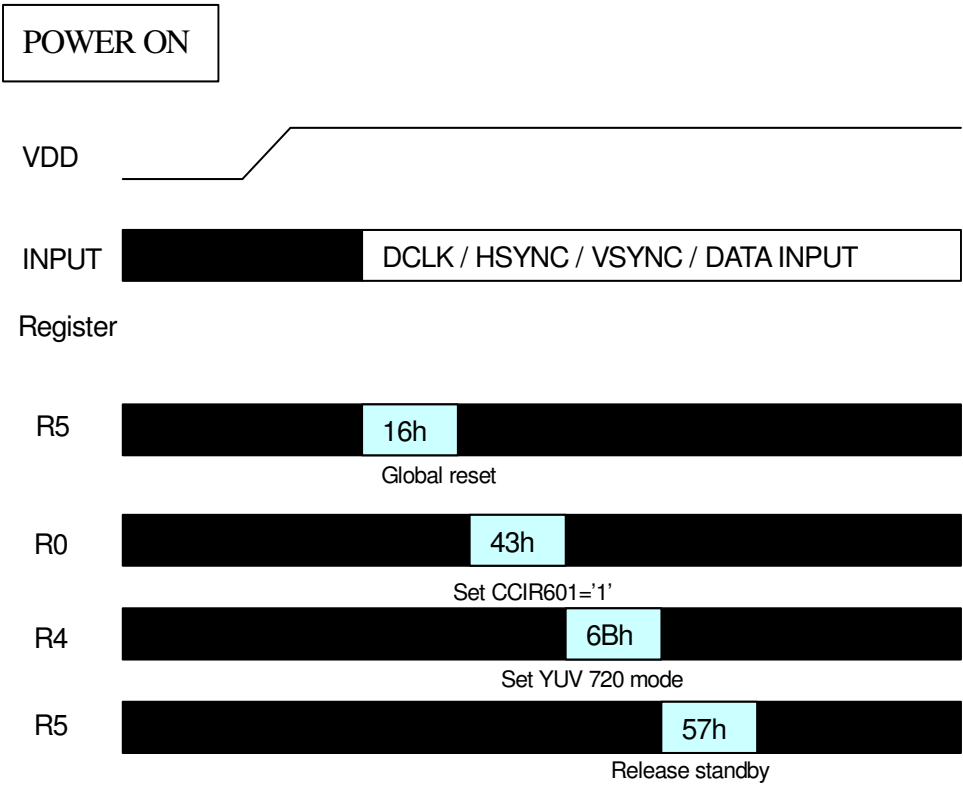 POWER ON
VDD
INPUT DCLK / HSYNC / VSYNC / DATA INPUT
Register
R5 16h
Global reset
R0 43h
Set CCIR601='1'
R4 6Bh
Set YUV 720 mode
R5 57h
Release standby